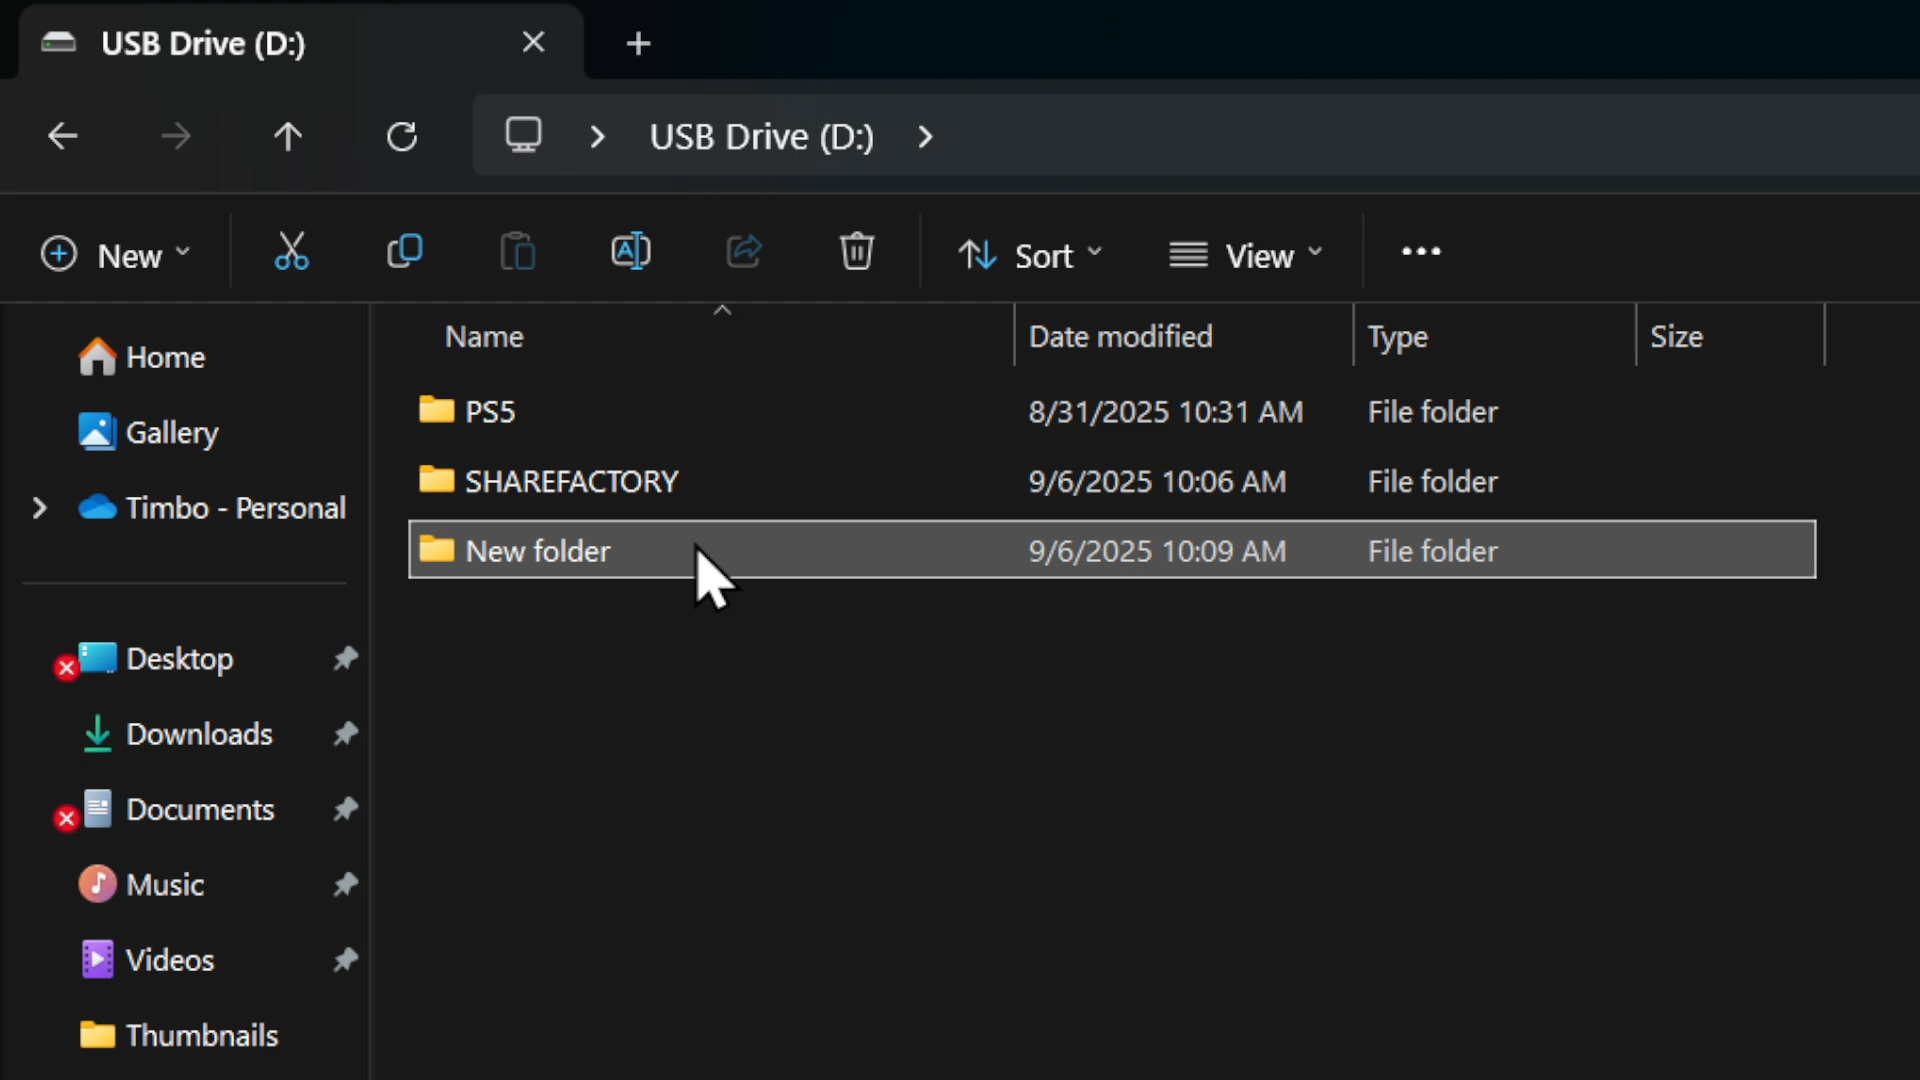 USB Drive (D:)
USB Drive (D:)
New
Sort
View
Name Date modified Type Size
PS5 8/31/2025 10:31 AM File folder
SHAREFACTORY 9/6/2025 10:06 AM File folder
New folder 9/6/2025 10:09 AM File folder
Home
Gallery
Timbo - Personal
Desktop
Downloads
Documents
Music
Videos
Thumbnails